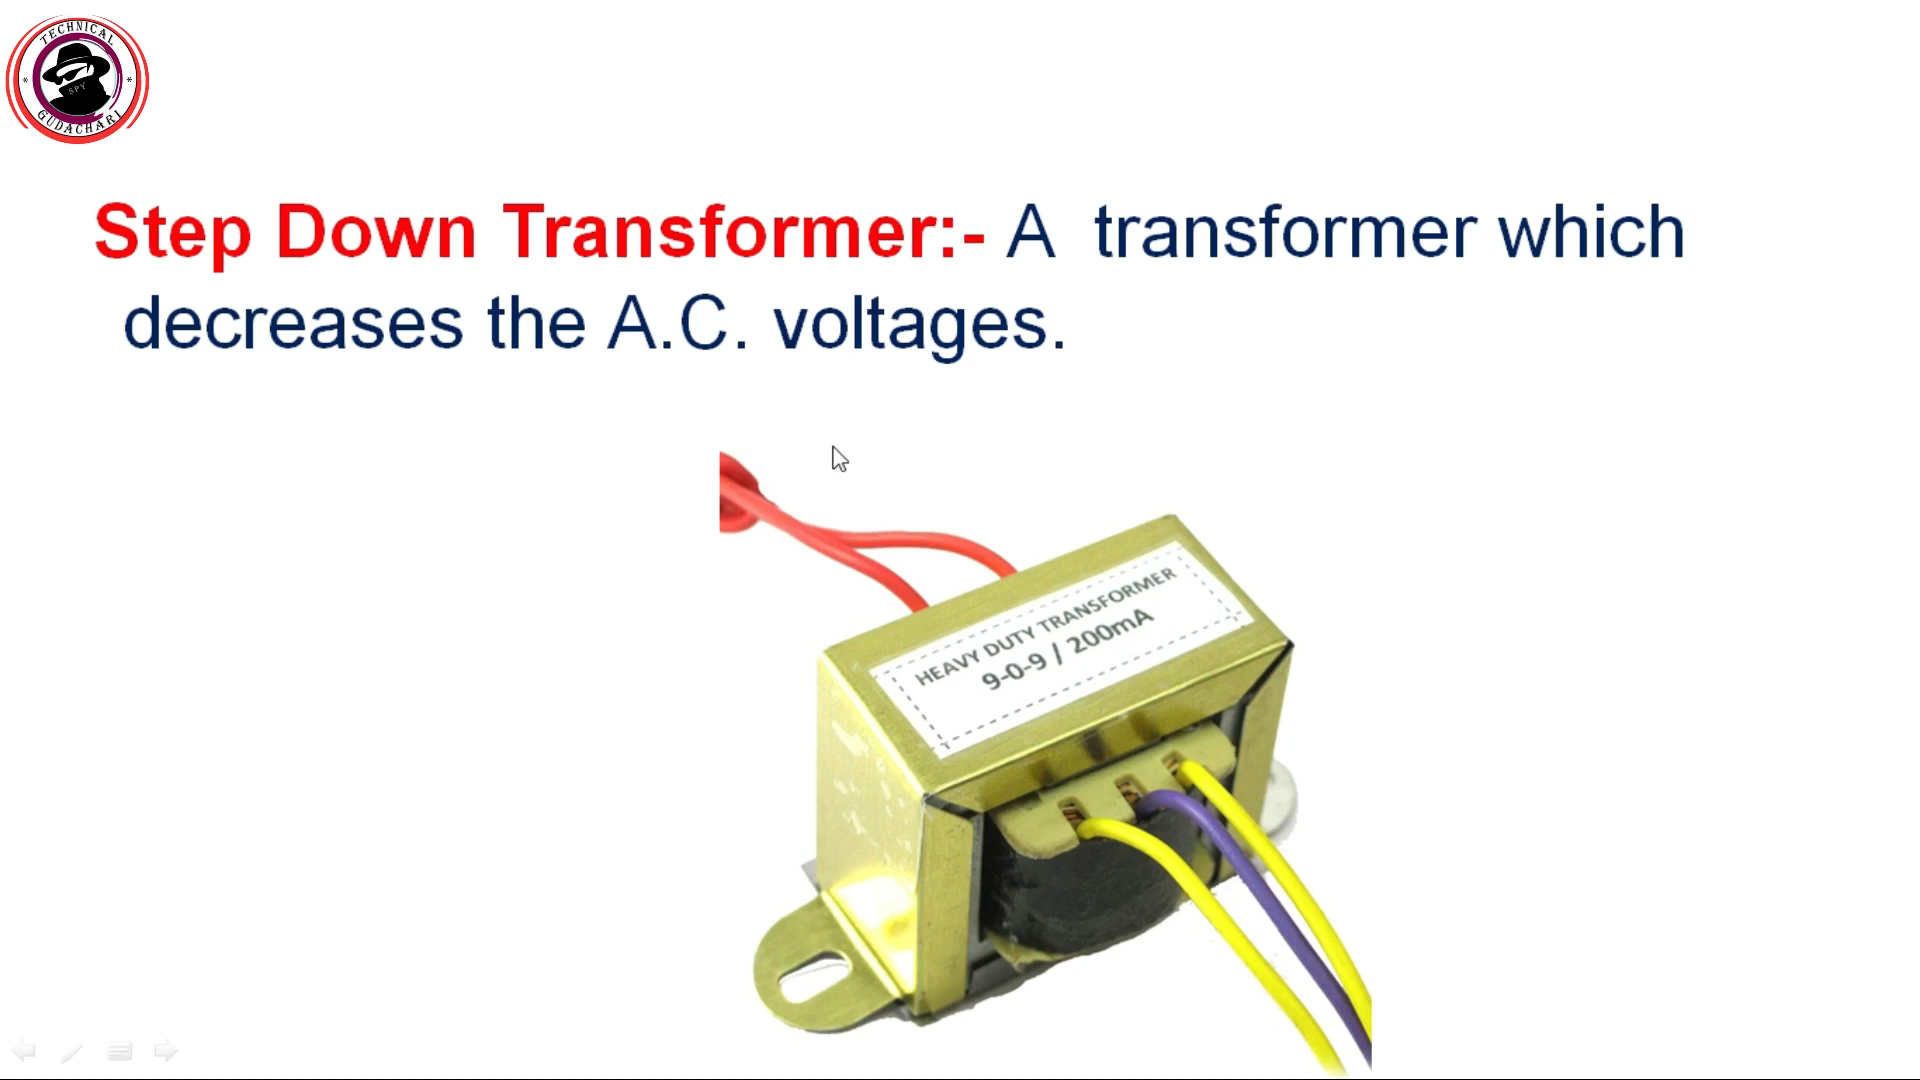 TECHNICAL
SPY
GUDACHARI
Step Down Transformer:- A transformer which
decreases the A.C. voltages.
HEAVY DUTY TRANSFORMER
9-0-9 / 200mA